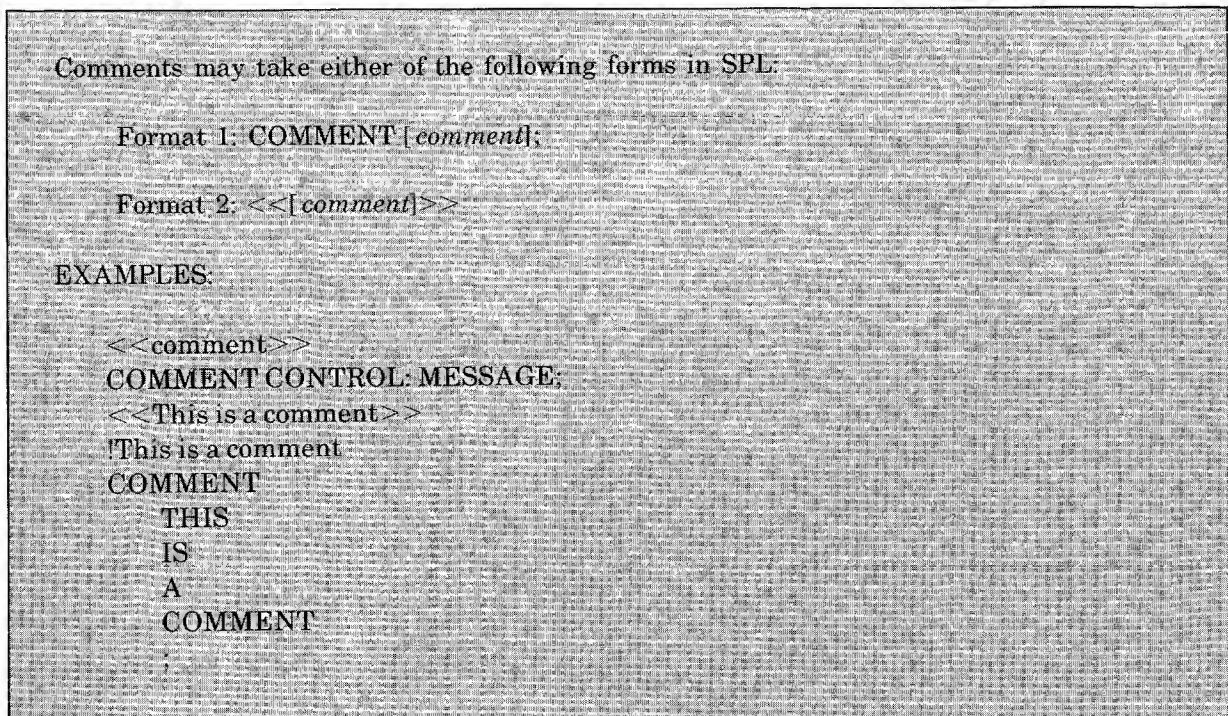 Comments may take either of the following forms in SPL:
Format 1: COMMENT [comment];
Format 2: <<[comment]>>
EXAMPLES:
<<comment>>
COMMENT CONTROL: MESSAGE;
<<This is a comment>>
!This is a comment
COMMENT
THIS
IS
A
COMMENT
;